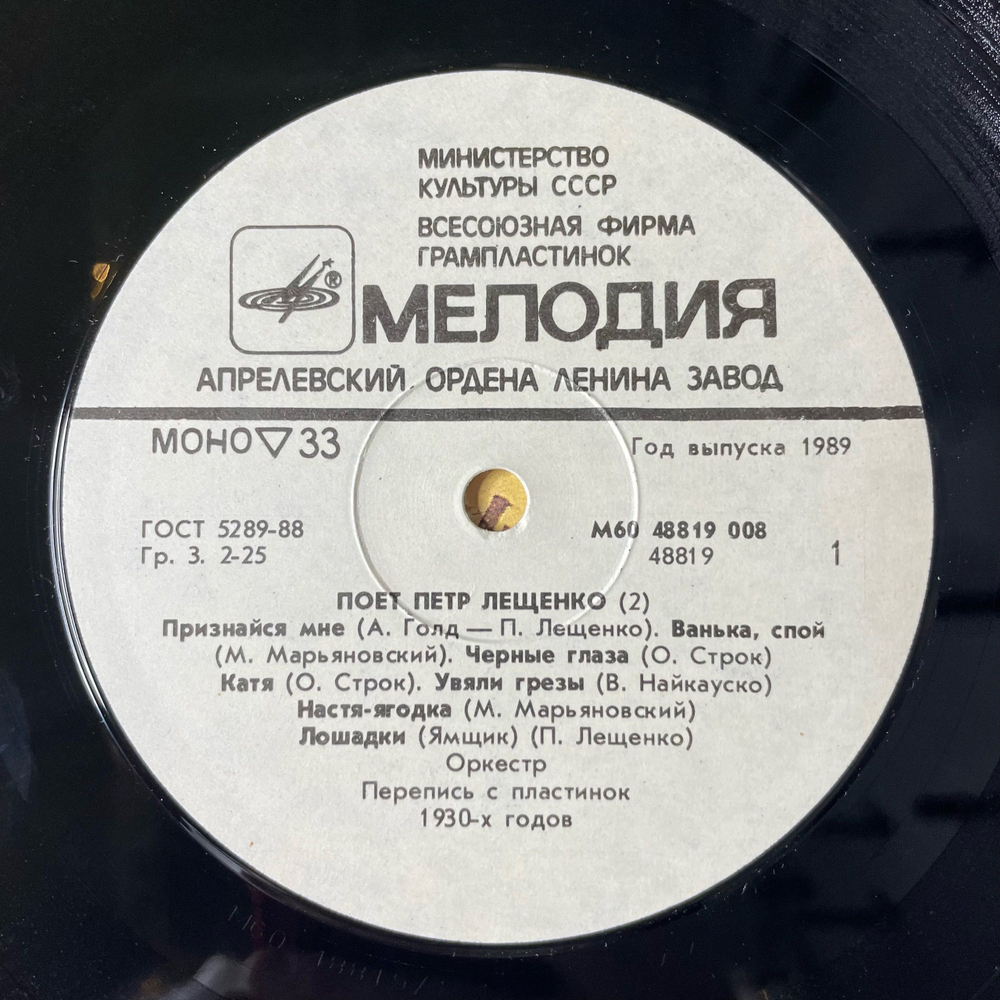 МИНИСТЕРСТВО
КУЛЬТУРЫ СССР
ВСЕСОЮЗНАЯ ФИРМА
ГРАМПЛАСТИНОК
®
МЕЛОДИЯ
АПРЕЛЕВСКИЙ ОРДЕНА ЛЕНИНА ЗАВОД
МОНО ▽ 33
Год выпуска 1989
ГОСТ 5289-88
Гр. 3. 2-25
М60 48819 008
48819
1
ПОЕТ ПЕТР ЛЕЩЕНКО (2)
Признайся мне (А. Голд — П. Лещенко). Ванька, спой
(М. Марьяновский). Черные глаза (О. Строк)
Катя (О. Строк). Увяли грезы (В. Найкауско)
Настя-ягодка (М. Марьяновский)
Лошадки (Ямщик) (П. Лещенко)
Оркестр
Перепись с пластинок
1930-х годов